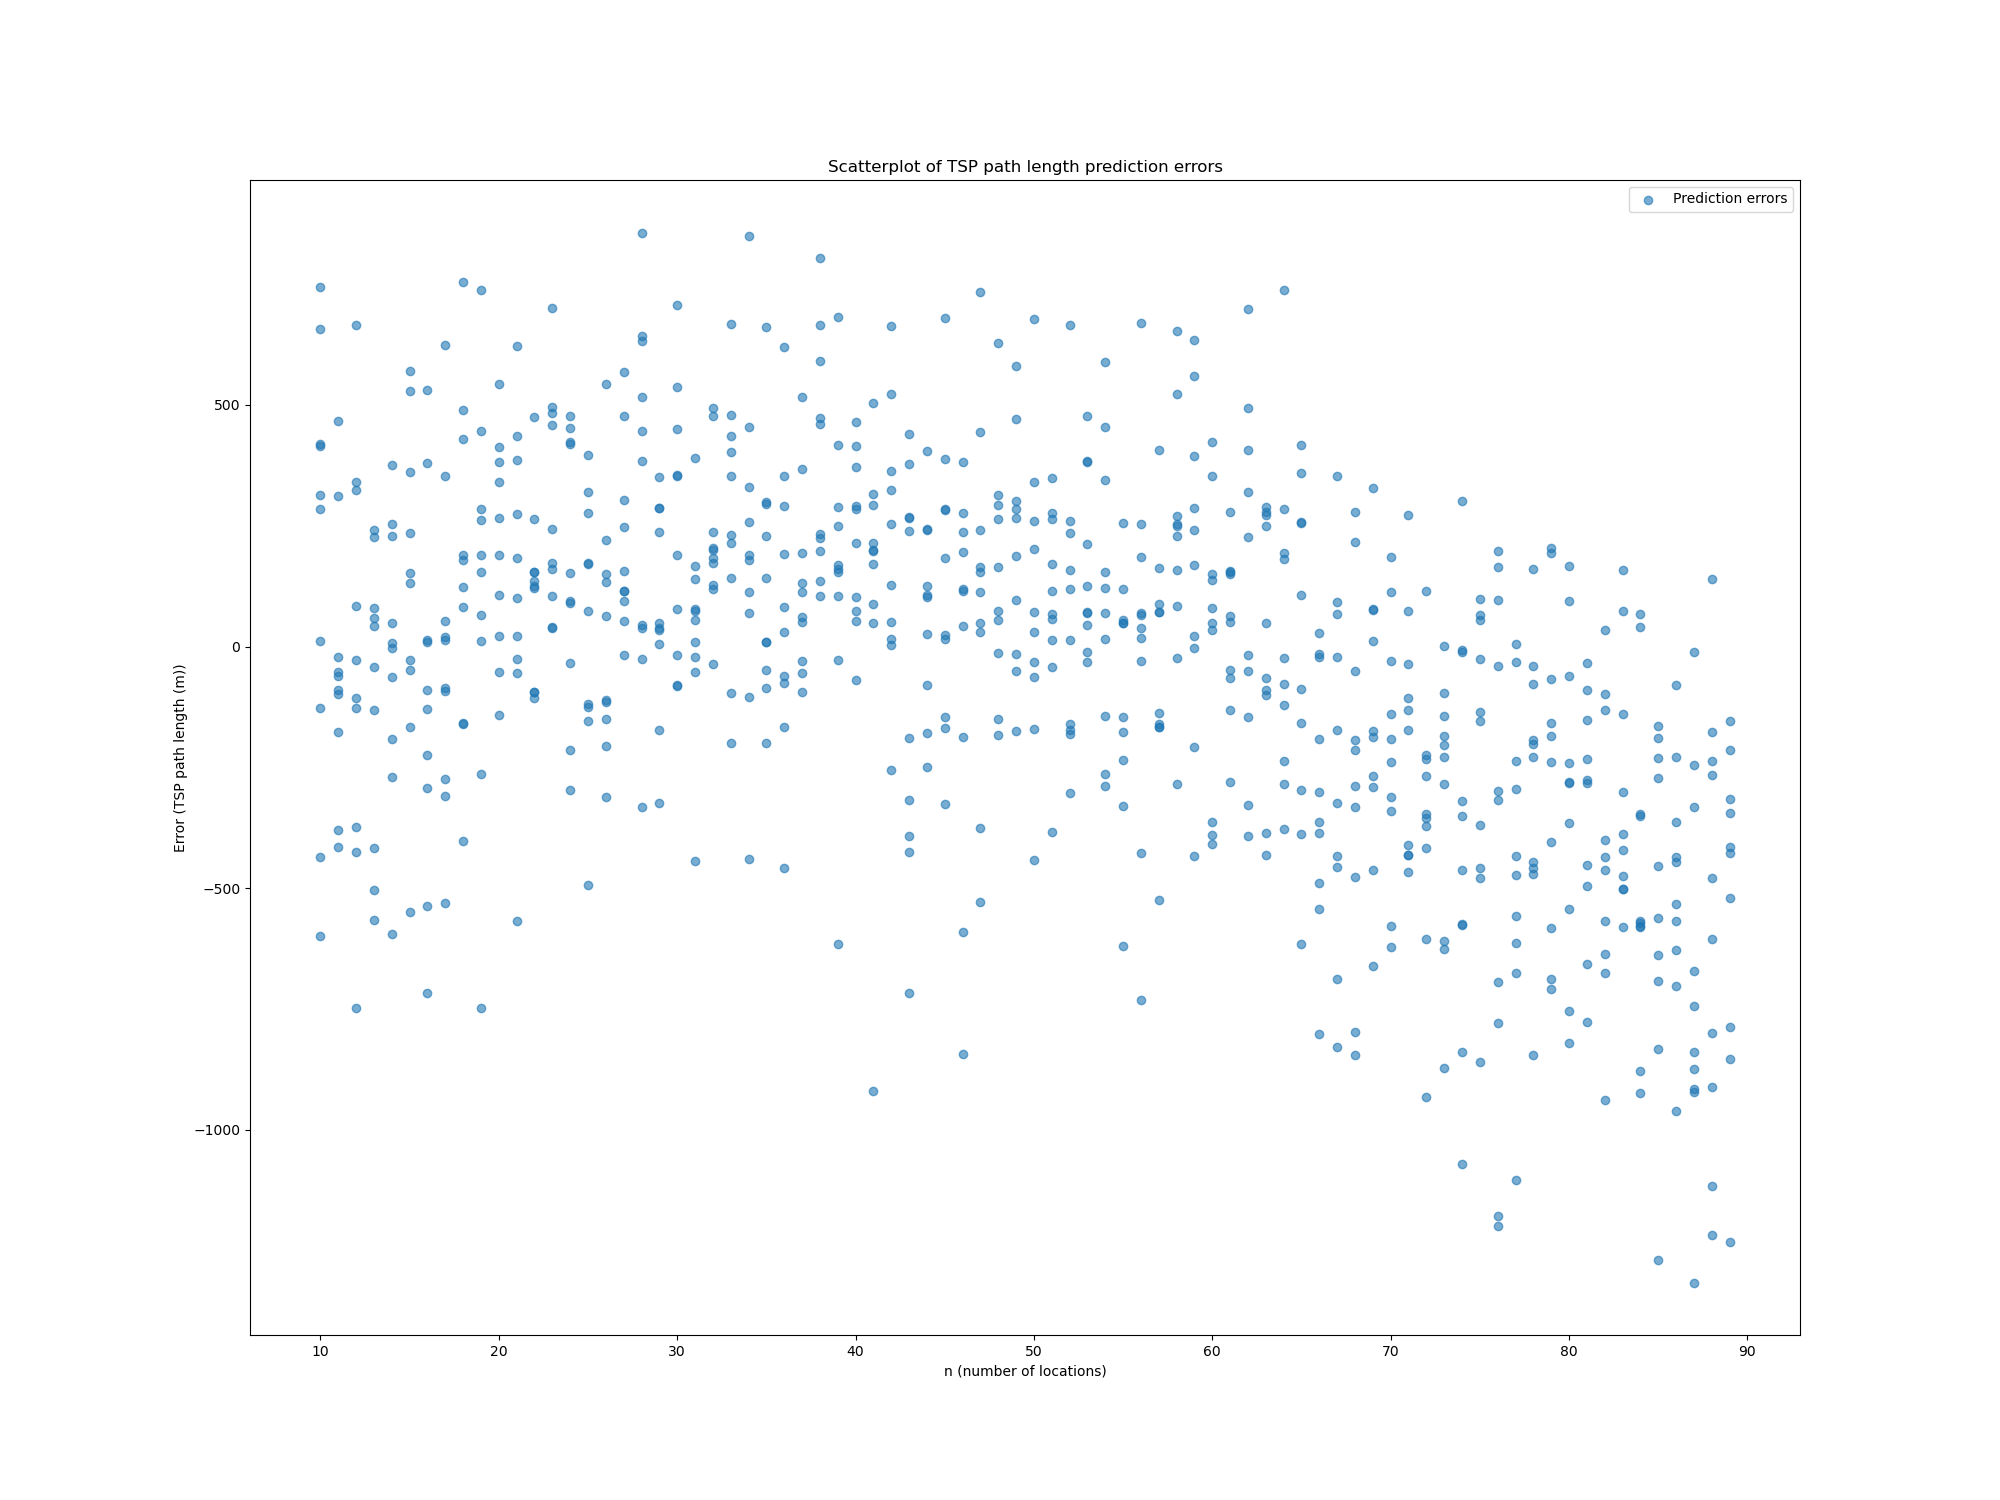 Scatterplot of TSP path length prediction errors
Prediction errors
500
0
−500
−1000
Error (TSP path length (m))
10 20 30 40 50 60 70 80 90
n (number of locations)